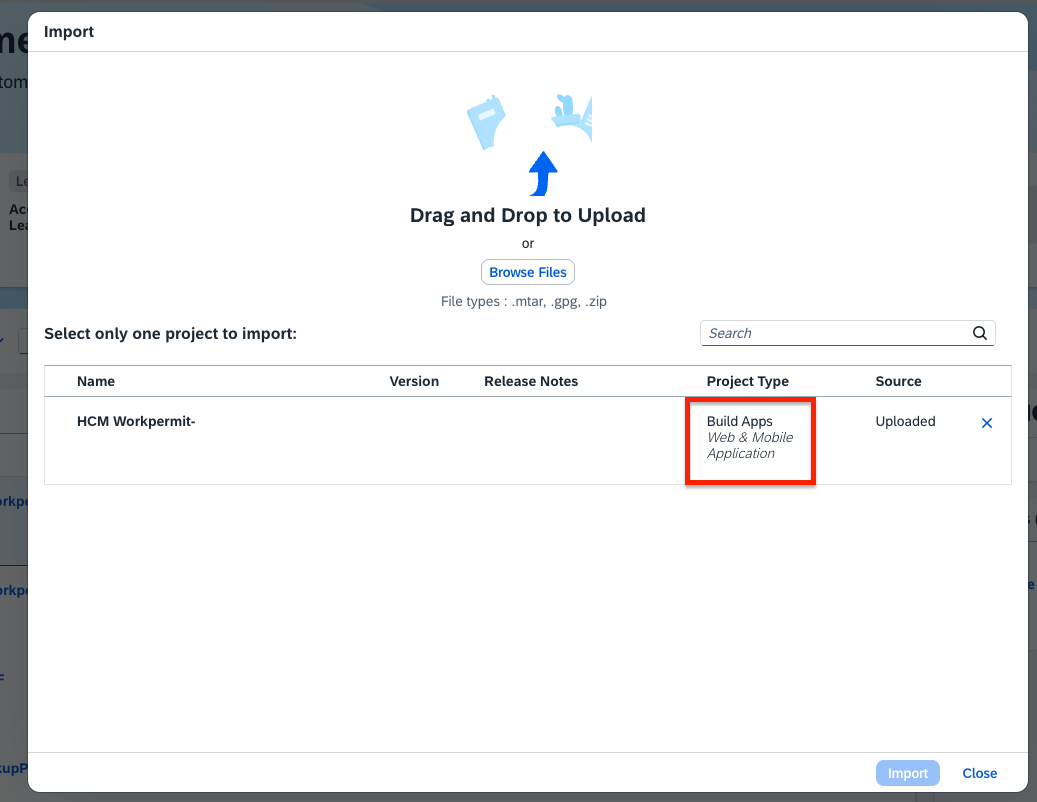 Import
Drag and Drop to Upload
or
Browse Files
File types : .mtar, .gpg, .zip
Select only one project to import:
Search
Name Version Release Notes Project Type Source
HCM Workpermit- Build Apps Uploaded
Web & Mobile
Application
Import Close